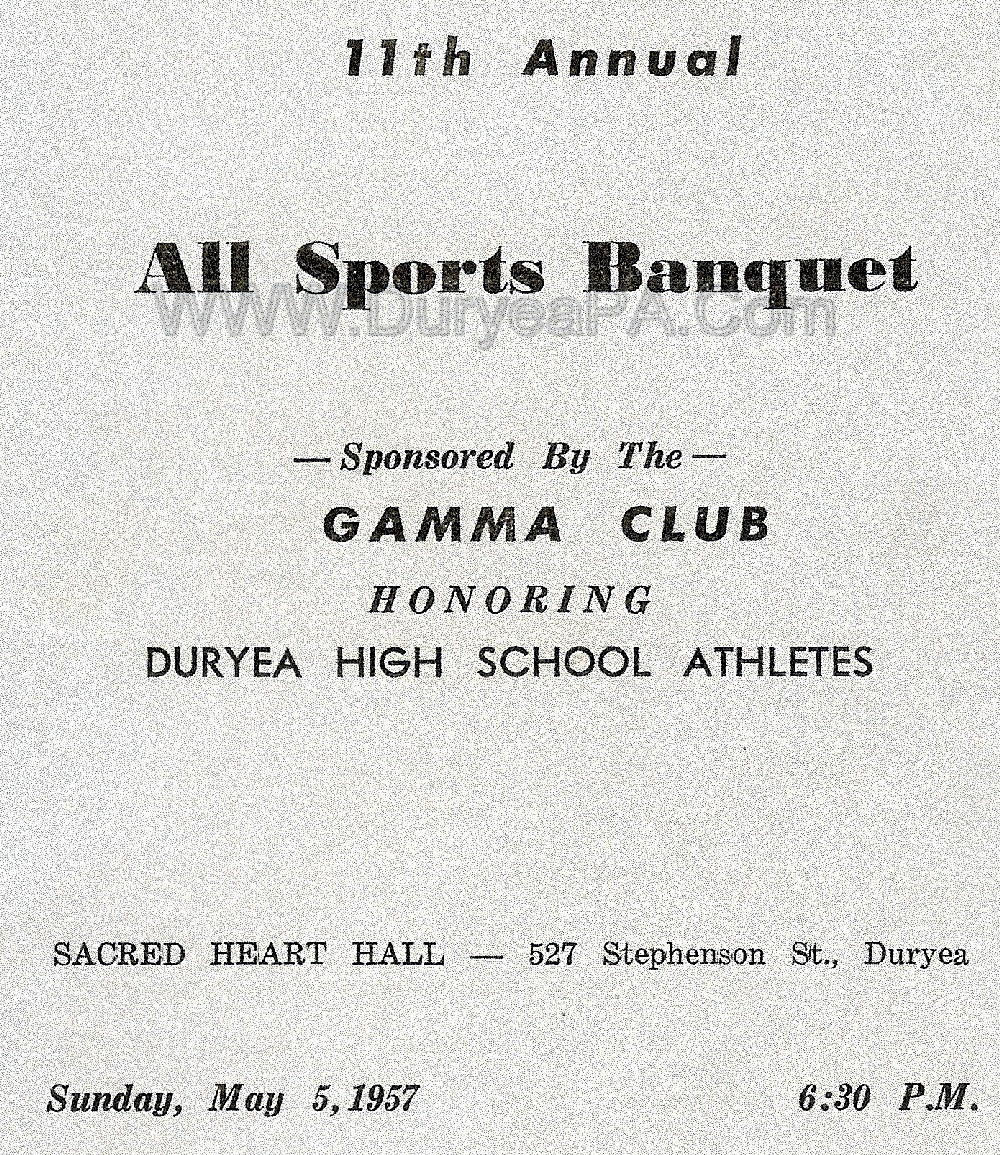 11th Annual
All Sports Banquet
WWW.DuryeaPA.Com
— Sponsored By The —
GAMMA CLUB
HONORING
DURYEA HIGH SCHOOL ATHLETES
SACRED HEART HALL — 527 Stephenson St., Duryea
Sunday, May 5, 1957 6:30 P.M.